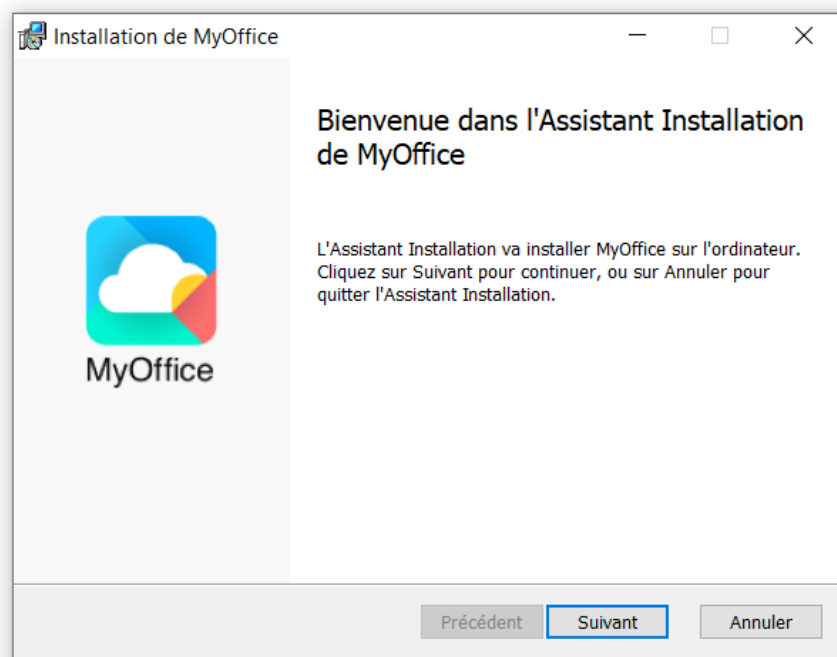 Installation de MyOffice
Bienvenue dans l'Assistant Installation
de MyOffice
L'Assistant Installation va installer MyOffice sur l'ordinateur.
Cliquez sur Suivant pour continuer, ou sur Annuler pour
quitter l'Assistant Installation.
MyOffice
Précédent
Suivant
Annuler